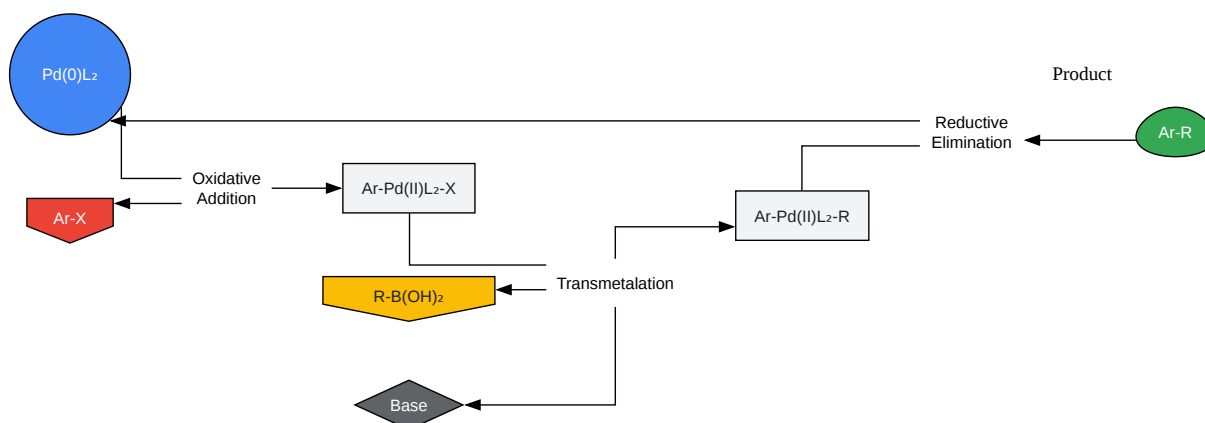 Pd(0)L₂
Product
Reductive
Elimination
Ar-R
Oxidative
Addition
Ar-Pd(II)L₂-X
Ar-X
Ar-Pd(II)L₂-R
Transmetalation
R-B(OH)₂
Base